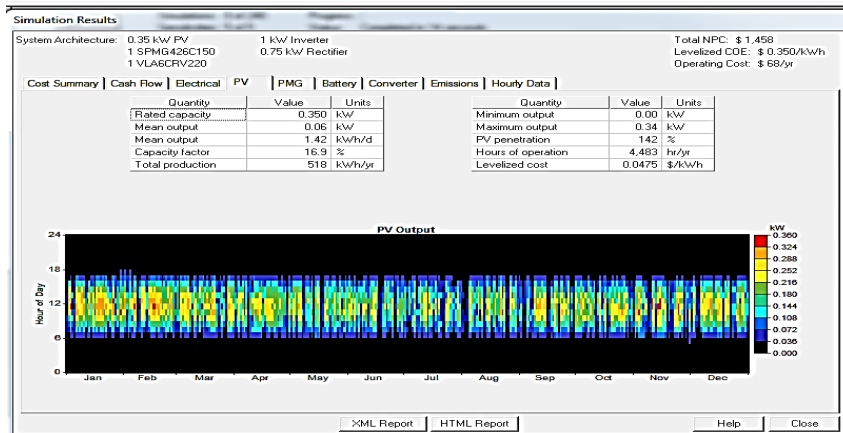 Simulation Results
System Architecture: 0.35 kW PV 1 kW Inverter Total NPC: $ 1,458
1 SPMG426C150 0.75 kW Rectifier Levelized COE: $ 0.350/kWh
1 VLA6CRV220 Operating Cost: $ 68/yr
Cost Summary Cash Flow Electrical PV PMG Battery Converter Emissions Hourly Data
Quantity Value Units Quantity Value Units
Rated capacity 0.350 kW Minimum output 0.00 kW
Mean output 0.06 kW Maximum output 0.34 kW
Mean output 1.42 kWh/d PV penetration 142 %
Capacity factor 16.9 % Hours of operation 4,483 hr/yr
Total production 518 kWh/yr Levelized cost 0.0475 $/kWh
PV Output
kW
24
18
12
6
0
Hour of Day
0.360
0.324
0.288
0.252
0.216
0.180
0.144
0.108
0.072
0.036
0.000
Jan Feb Mar Apr May Jun Jul Aug Sep Oct Nov Dec
XML Report HTML Report Help Close